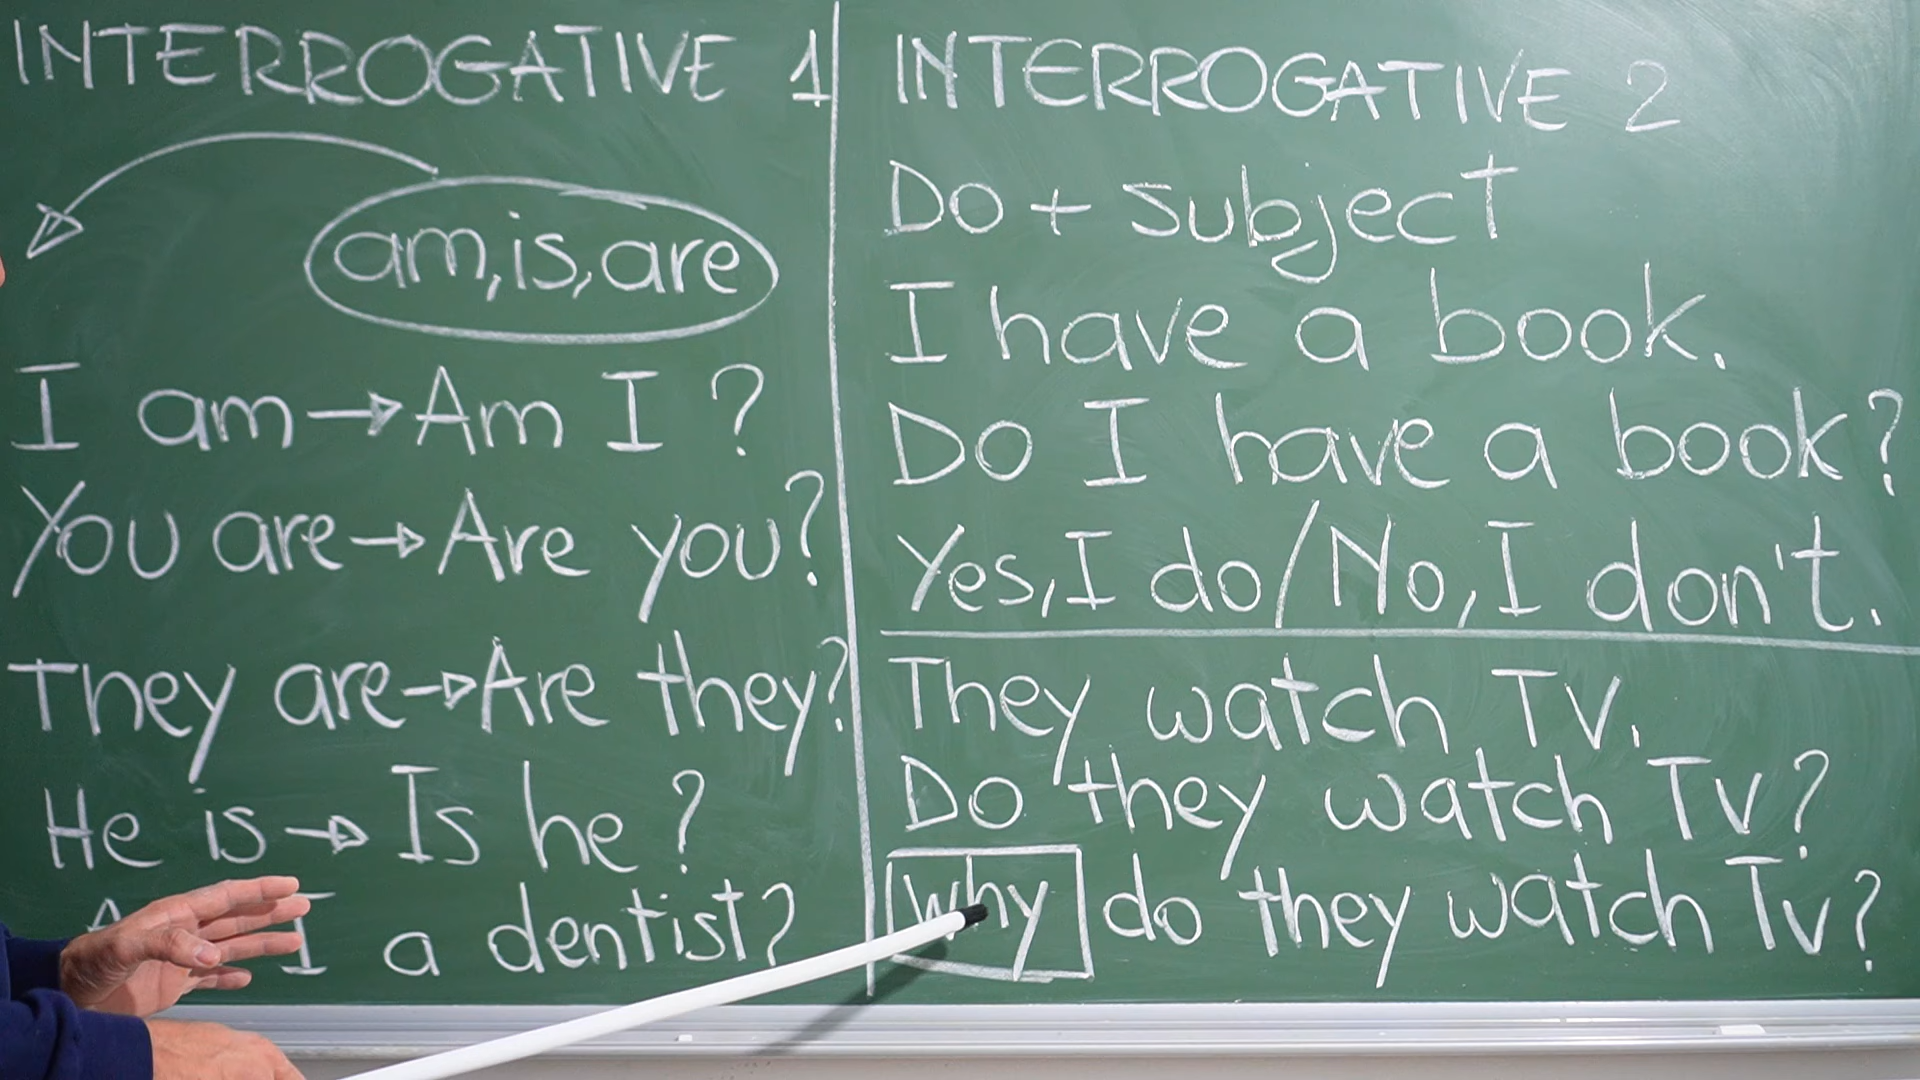 INTERROGATIVE 1
am, is, are
I am → Am I ?
You are → Are you?
They are → Are they?
He is → Is he ?
I a dentist?
INTERROGATIVE 2
Do + subject
I have a book.
Do I have a book?
Yes, I do / No, I don't.
They watch TV.
Do they watch TV?
why do they watch TV?